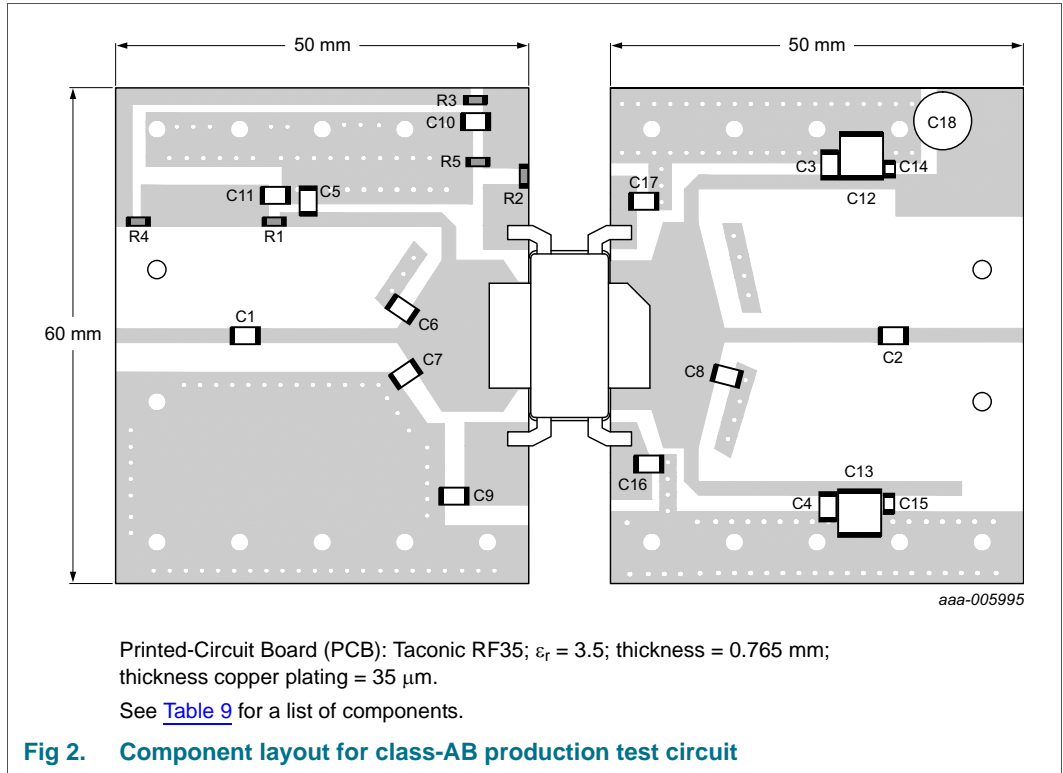 50 mm
50 mm
R3
C10
C18
R5
C3
C14
R2
C17
C12
C11
C5
R4
R1
60 mm
C1
C6
C2
C7
C8
C13
C9
C16
C4
C15
aaa-005995
Printed-Circuit Board (PCB): Taconic RF35; εr = 3.5; thickness = 0.765 mm;
thickness copper plating = 35 μm.
See Table 9 for a list of components.
Fig 2. Component layout for class-AB production test circuit